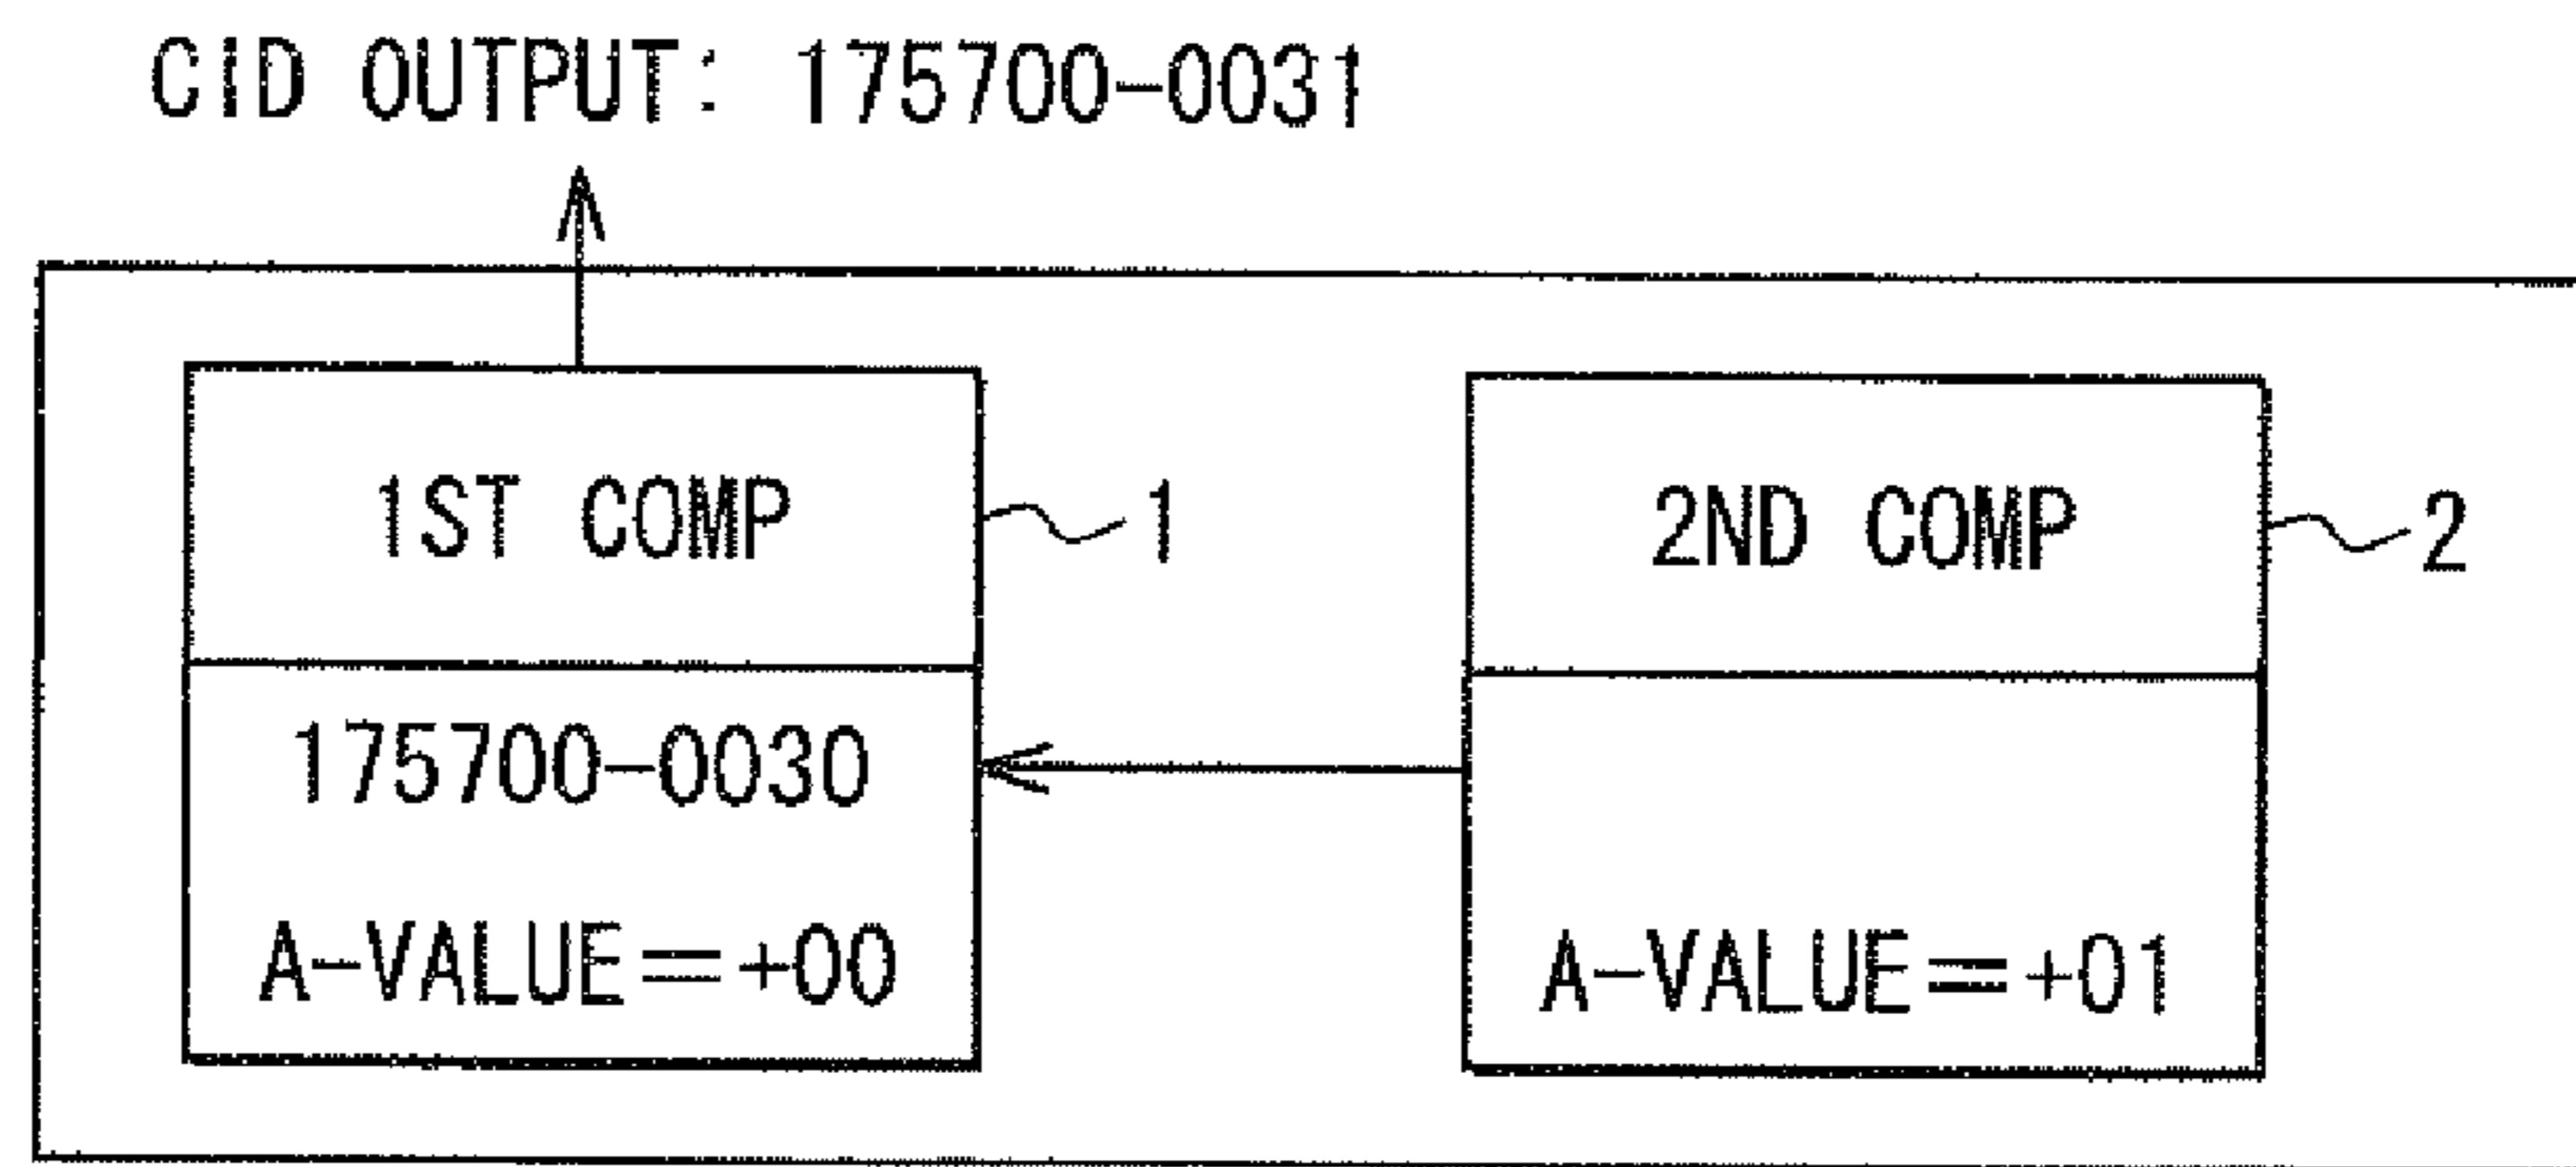 CID OUTPUT: 175700-0031
1ST COMP
1
2ND COMP
2
175700-0030
A-VALUE=+00
A-VALUE=+01